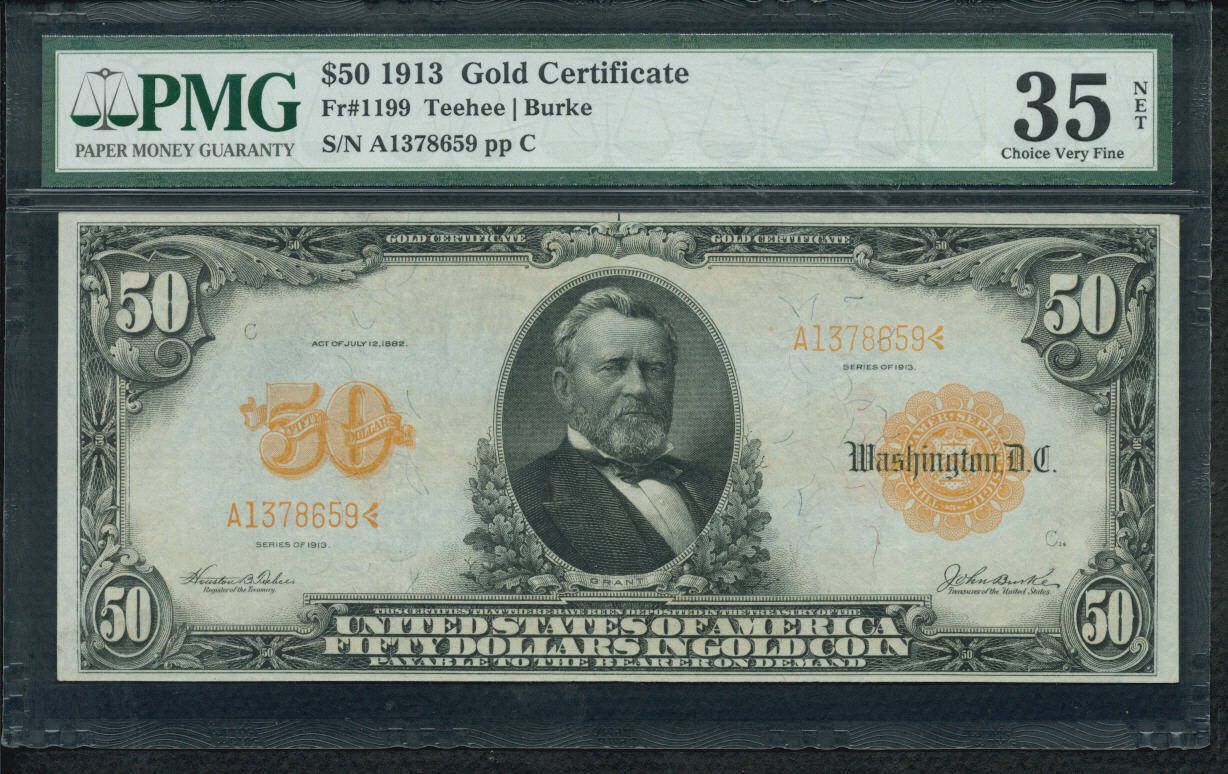 PMG
PAPER MONEY GUARANTY
$50 1913 Gold Certificate
Fr#1199 Teehee | Burke
S/N A1378659 pp C
35
NET
Choice Very Fine
GOLD CERTIFICATE
GOLD CERTIFICATE
50
50
50
50
C
ACT OF JULY 12, 1882.
A1378659
SERIES OF 1913.
50
FIFTY DOLLARS
Washington D.C.
A1378659
SERIES OF 1913.
C
Houston B. Teehee
Register of the Treasury.
GRANT
John Burke
Treasurer of the United States.
50
50
THIS CERTIFIES THAT THERE HAVE BEEN DEPOSITED IN THE TREASURY OF THE
UNITED STATES OF AMERICA
FIFTY DOLLARS IN GOLD COIN
PAYABLE TO THE BEARER ON DEMAND
50
50